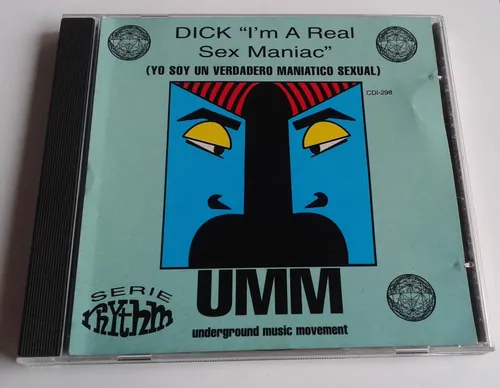 DICK "I'm A Real
Sex Maniac"
(YO SOY UN VERDADERO MANIATICO SEXUAL)
CDI-298
UMM
underground music movement
SERIE
rhythm